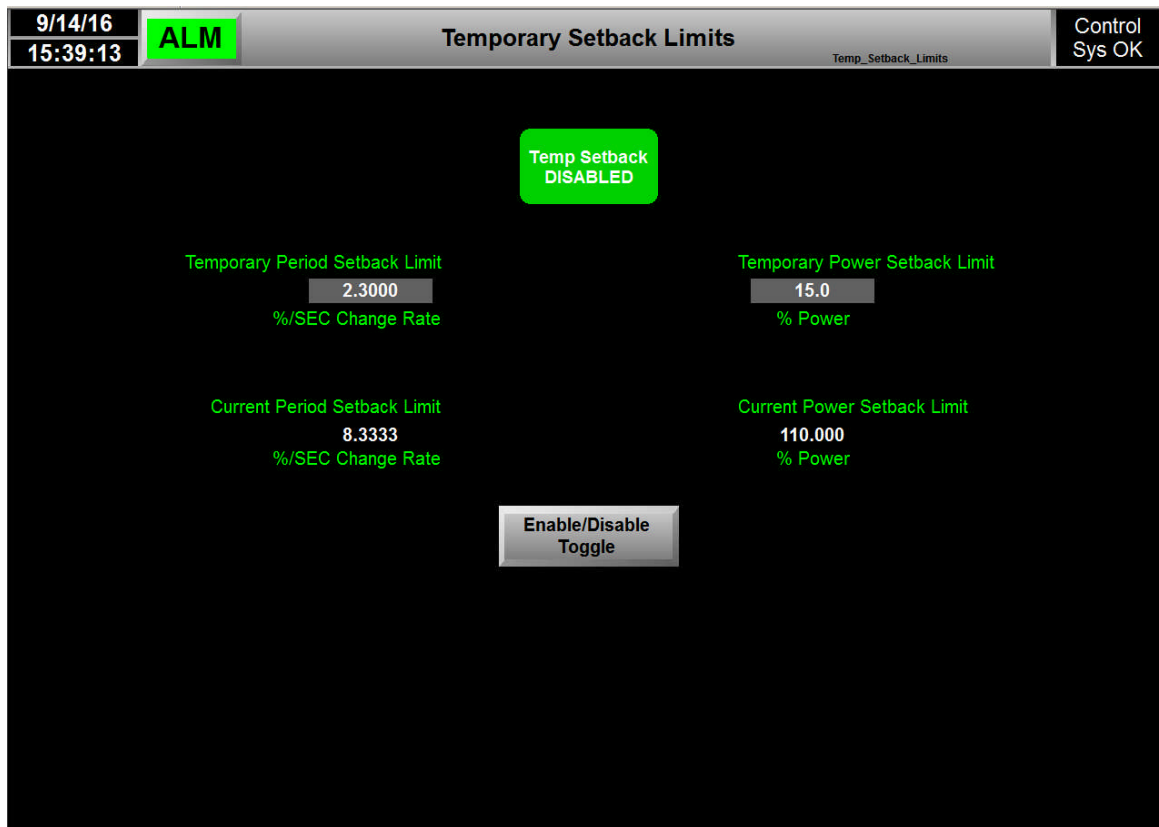 9/14/16
15:39:13
ALM
Temporary Setback Limits
Temp_Setback_Limits
Control
Sys OK
Temp Setback
DISABLED
Temporary Period Setback Limit
2.3000
%/SEC Change Rate
Temporary Power Setback Limit
15.0
% Power
Current Period Setback Limit
8.3333
%/SEC Change Rate
Current Power Setback Limit
110.000
% Power
Enable/Disable
Toggle